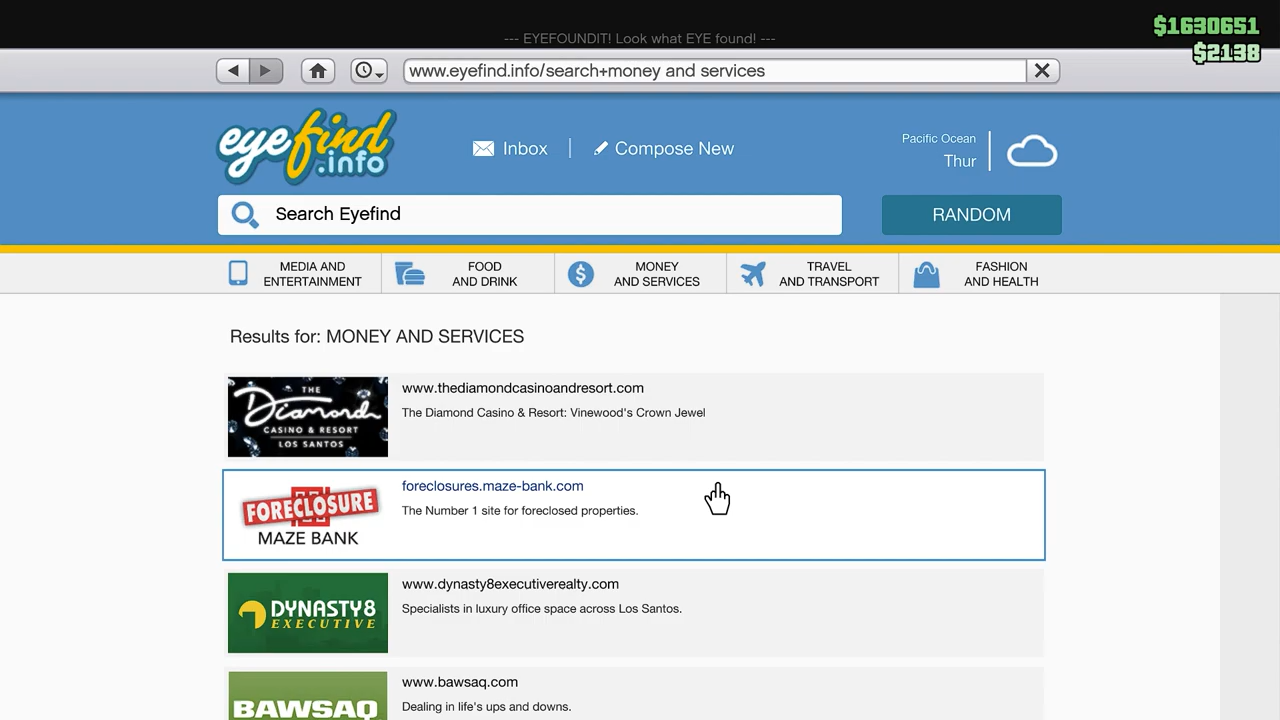 $1630651
--- EYEFOUNDIT! Look what EYE found! ---
$2138
www.eyefind.info/search+money and services
eyefind
.info
Inbox
Compose New
Pacific Ocean
Thur
Search Eyefind
RANDOM
MEDIA AND
ENTERTAINMENT
FOOD
AND DRINK
MONEY
AND SERVICES
TRAVEL
AND TRANSPORT
FASHION
AND HEALTH
Results for: MONEY AND SERVICES
THE
Diamond
CASINO & RESORT
LOS SANTOS
www.thediamondcasinoandresort.com
The Diamond Casino & Resort: Vinewood's Crown Jewel
FORECLOSURE
MAZE BANK
foreclosures.maze-bank.com
The Number 1 site for foreclosed properties.
DYNASTY8
EXECUTIVE
www.dynasty8executiverealty.com
Specialists in luxury office space across Los Santos.
BAWSAQ
www.bawsaq.com
Dealing in life's ups and downs.